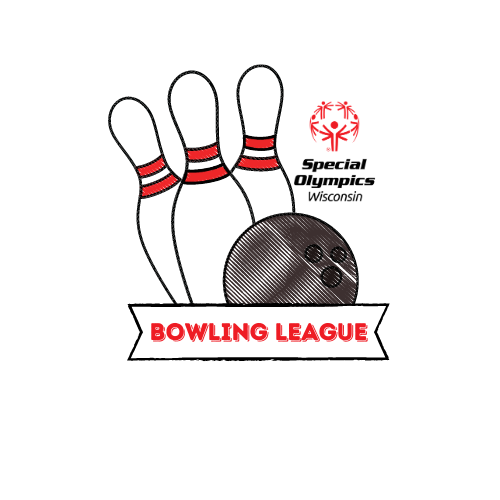 Special
Olympics
Wisconsin
BOWLING LEAGUE